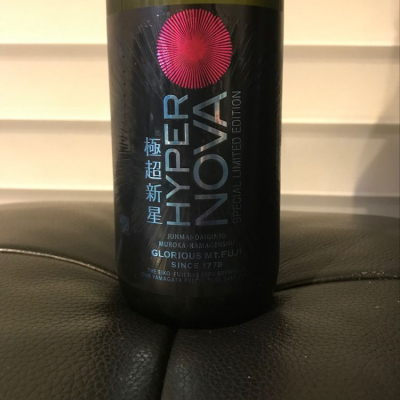 極超新星
HYPER
NOVA
SPECIAL LIMITED EDITION
JUNMAI-DAIGINJO
MUROKA-NAMAGENSHU
GLORIOUS MT.FUJI
SINCE 1778